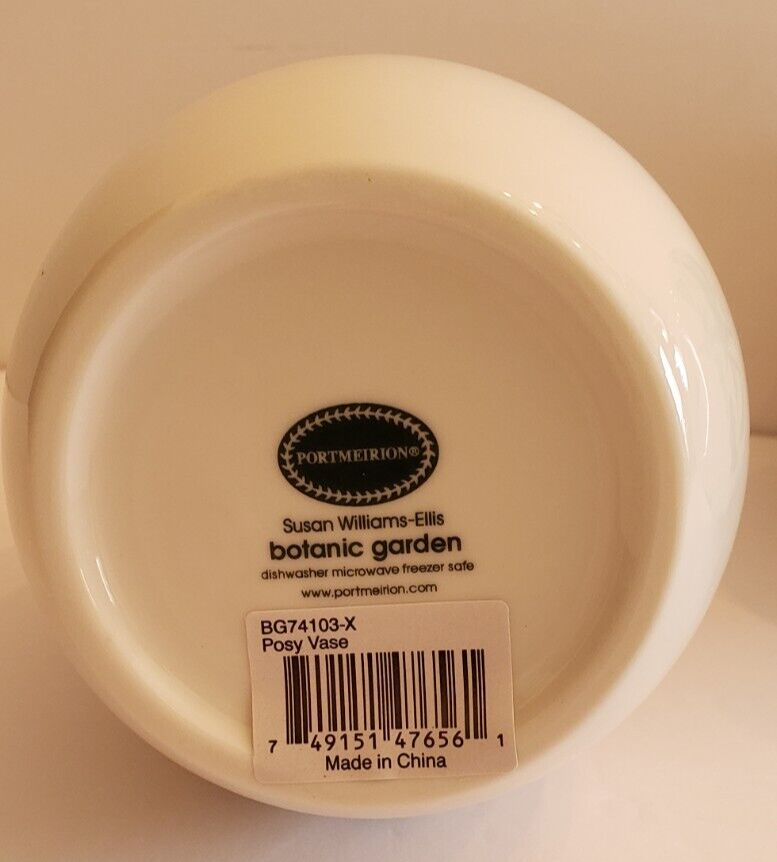 PORTMEIRION®
Susan Williams-Ellis
botanic garden
dishwasher microwave freezer safe
www.portmeirion.com
BG74103-X
Posy Vase
7 49151 47656 1
Made in China